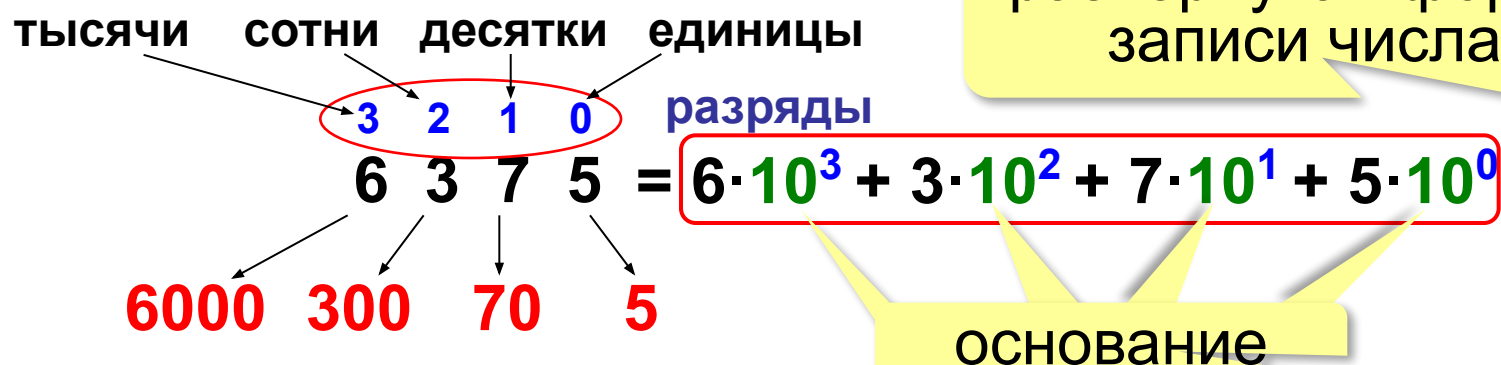 записи числа
тысячи сотни десятки единицы
3 2 1 0 разряды
6 3 7 5 = 6·10³ + 3·10² + 7·10¹ + 5·10⁰
6000 300 70 5
основание